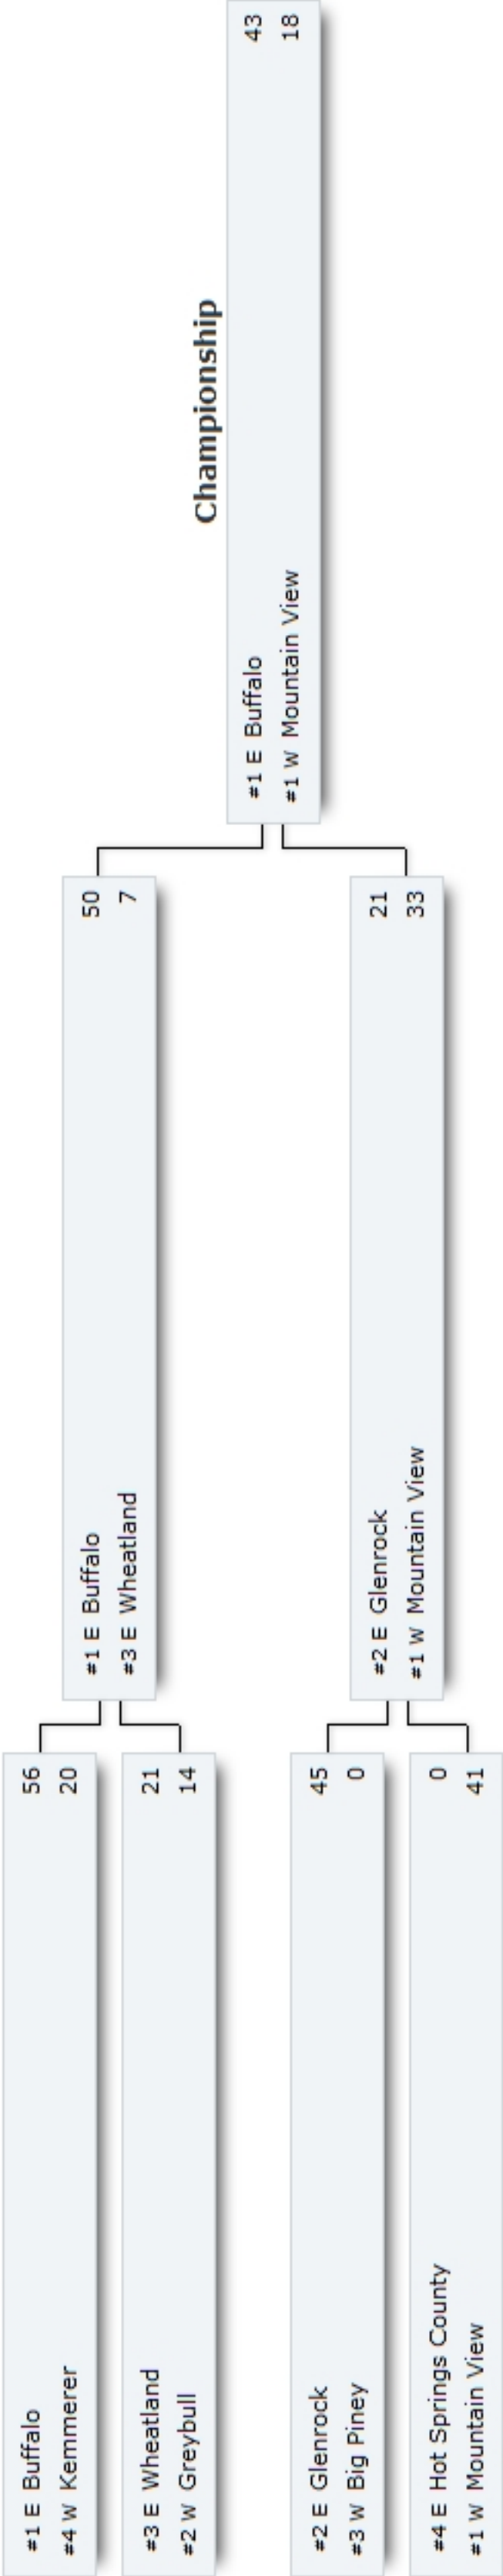 #1 E Buffalo 56
#4 W Kemmerer 20
#3 E Wheatland 21
#2 W Greybull 14
#2 E Glenrock 45
#3 W Big Piney 0
#4 E Hot Springs County 0
#1 W Mountain View 41
#1 E Buffalo 50
#3 E Wheatland 7
#2 E Glenrock 21
#1 W Mountain View 33
Championship
#1 E Buffalo 43
#1 W Mountain View 18